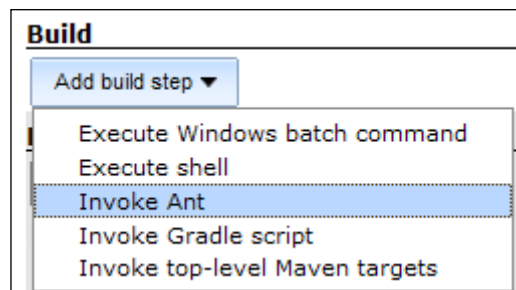 Build
Add build step ▼
Execute Windows batch command
Execute shell
Invoke Ant
Invoke Gradle script
Invoke top-level Maven targets